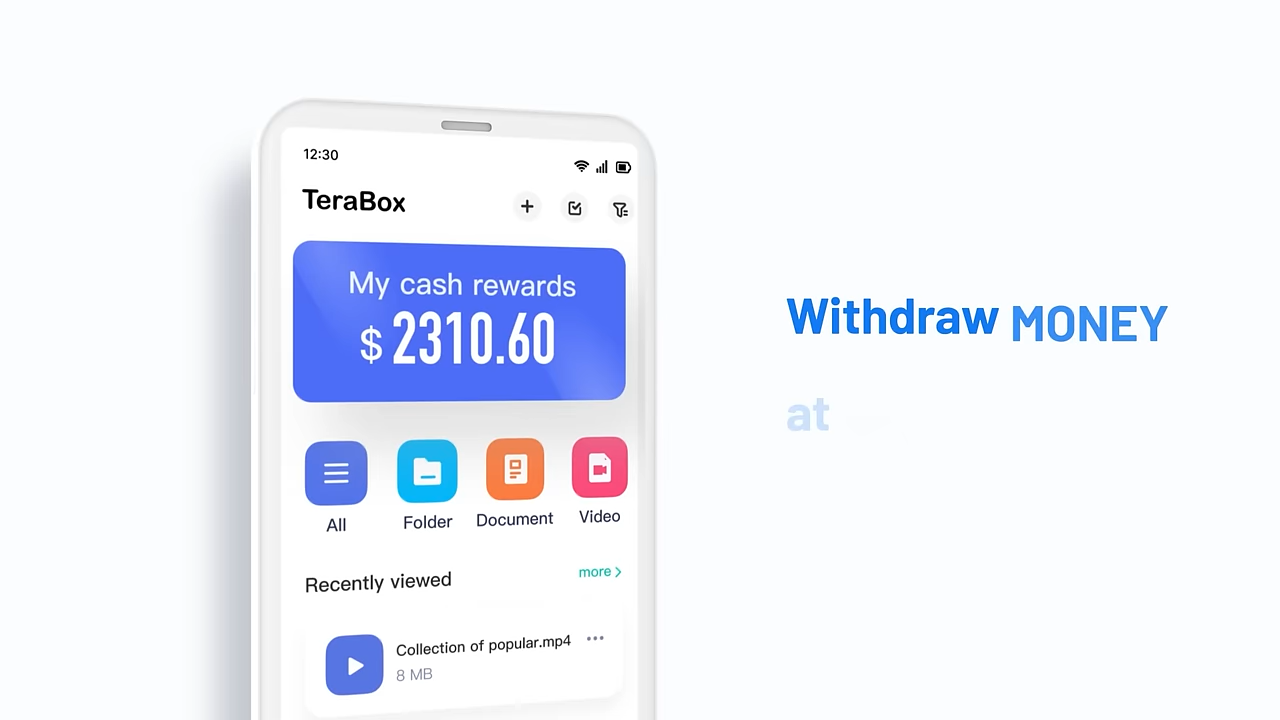 12:30
TeraBox
My cash rewards
$ 2310.60
All
Folder
Document
Video
Recently viewed
more >
Collection of popular.mp4
8 MB
Withdraw MONEY
at